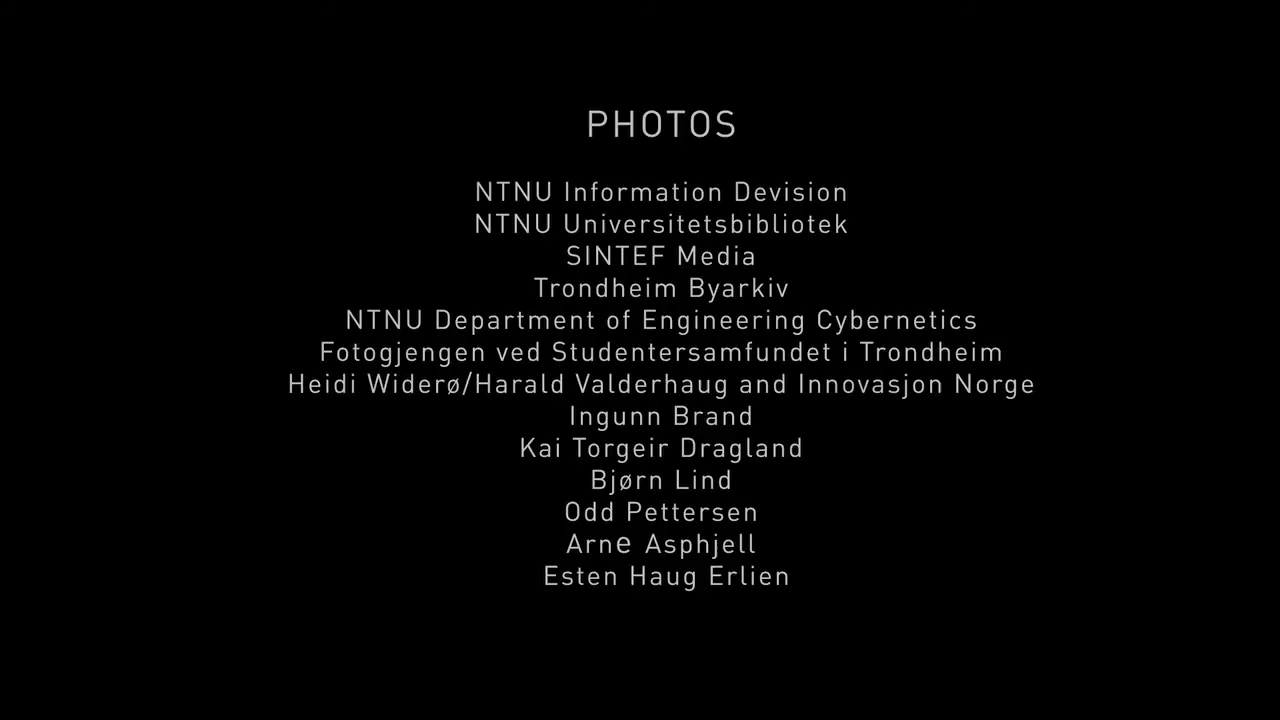 PHOTOS
NTNU Information Devision
NTNU Universitetsbibliotek
SINTEF Media
Trondheim Byarkiv
NTNU Department of Engineering Cybernetics
Fotogjengen ved Studentersamfundet i Trondheim
Heidi Widerø/Harald Valderhaug and Innovasjon Norge
Ingunn Brand
Kai Torgeir Dragland
Bjørn Lind
Odd Pettersen
Arne Asphjell
Esten Haug Erlien